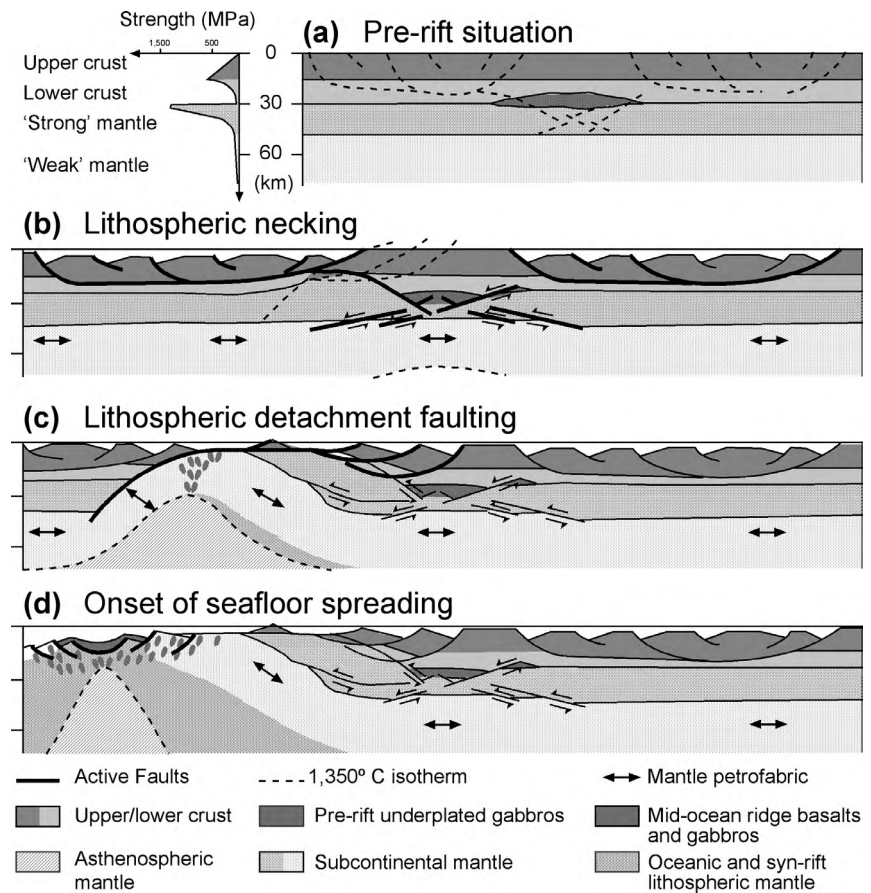 Strength (MPa)
1,500 500
Upper crust
Lower crust
'Strong' mantle
'Weak' mantle
0
30
60
(km)
(a) Pre-rift situation
(b) Lithospheric necking
(c) Lithospheric detachment faulting
(d) Onset of seafloor spreading
Active Faults
1,350º C isotherm
Mantle petrofabric
Upper/lower crust
Pre-rift underplated gabbros
Mid-ocean ridge basalts
and gabbros
Asthenospheric
mantle
Subcontinental mantle
Oceanic and syn-rift
lithospheric mantle